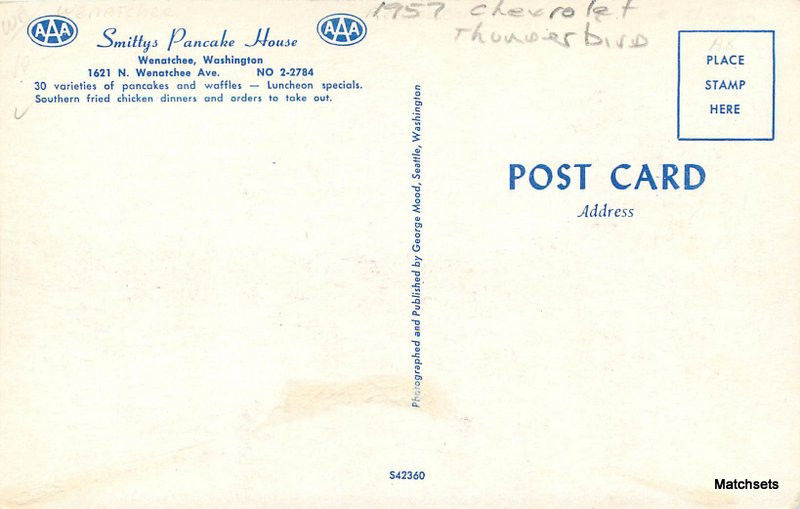 AAA
AAA
Smittys Pancake House
Wenatchee, Washington
1621 N. Wenatchee Ave. NO 2-2784
30 varieties of pancakes and waffles — Luncheon specials.
Southern fried chicken dinners and orders to take out.
1957 Chevrolet
Thunderbird
Wenatchee
PLACE
STAMP
HERE
POST CARD
Address
Photographed and Published by George Mood, Seattle, Washington
S42360
Matchsets